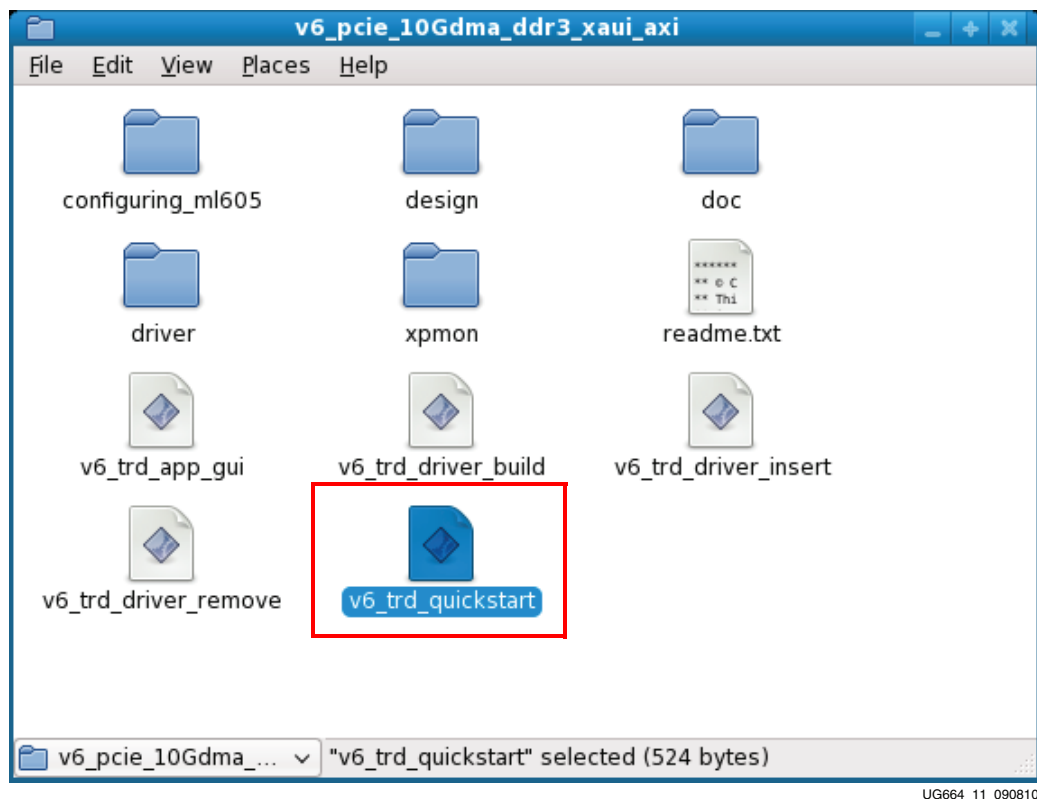 v6_pcie_10Gdma_ddr3_xaui_axi
File Edit View Places Help
configuring_ml605
design
doc
******
** © C
** Thi
driver
xpmon
readme.txt
v6_trd_app_gui
v6_trd_driver_build
v6_trd_driver_insert
v6_trd_driver_remove
v6_trd_quickstart
v6_pcie_10Gdma_... "v6_trd_quickstart" selected (524 bytes)
UG664_11_090810